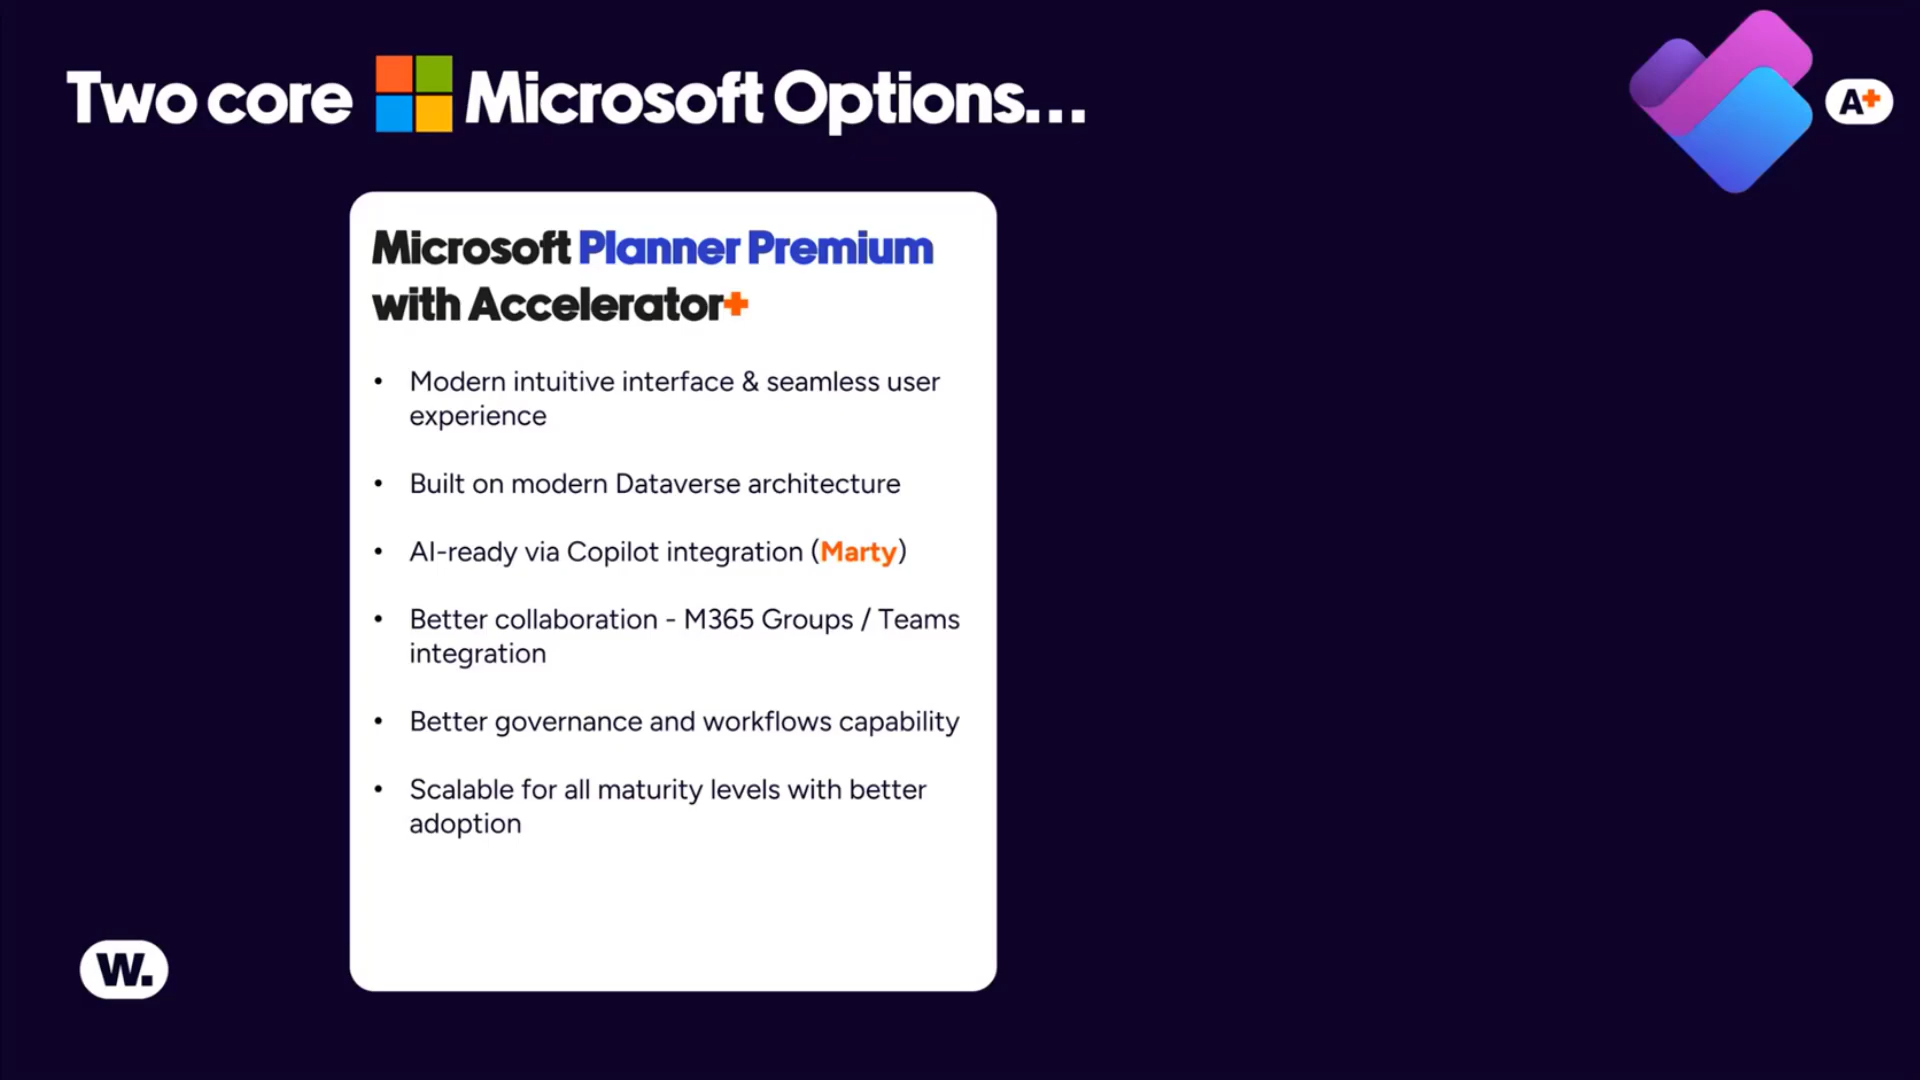 Two core Microsoft Options...
A+
Microsoft Planner Premium
with Accelerator+
• Modern intuitive interface & seamless user
experience
• Built on modern Dataverse architecture
• AI-ready via Copilot integration (Marty)
• Better collaboration - M365 Groups / Teams
integration
• Better governance and workflows capability
• Scalable for all maturity levels with better
adoption
W.